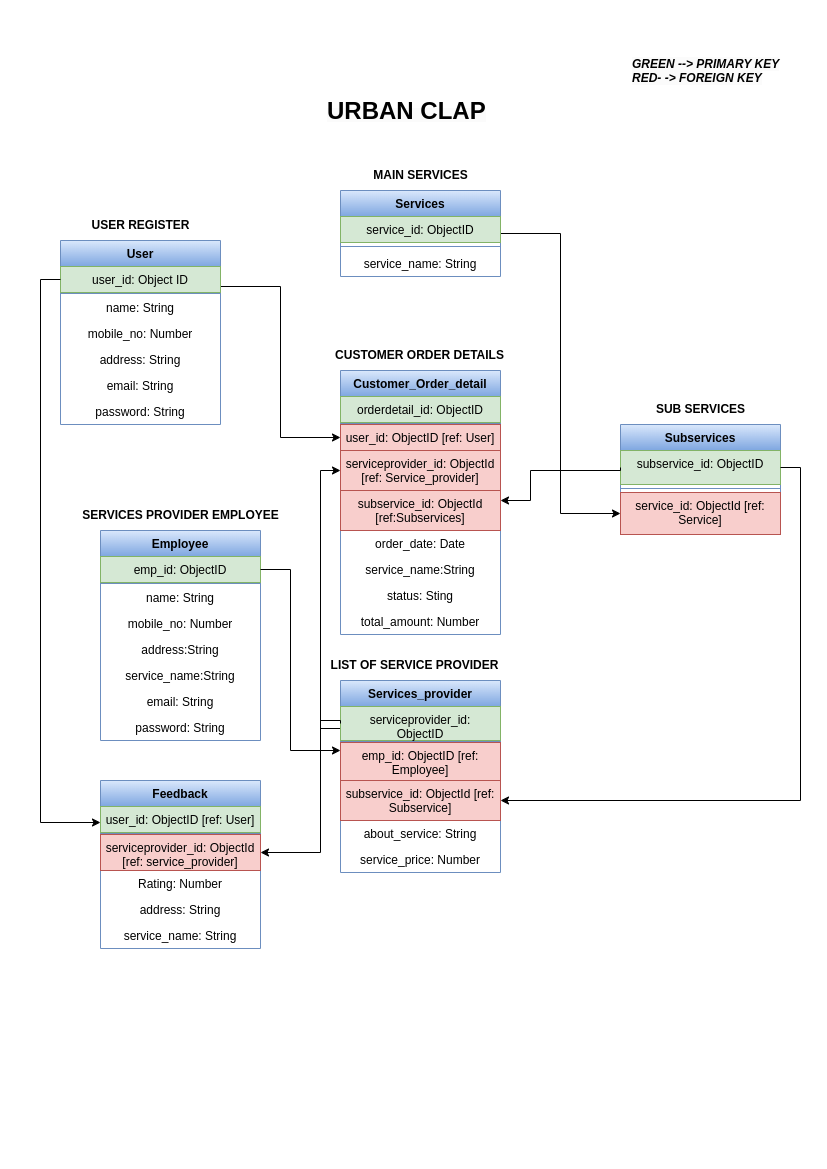 GREEN --> PRIMARY KEY
RED- -> FOREIGN KEY
URBAN CLAP
MAIN SERVICES
Services
service_id: ObjectID
service_name: String
USER REGISTER
User
user_id: Object ID
name: String
mobile_no: Number
address: String
email: String
password: String
CUSTOMER ORDER DETAILS
Customer_Order_detail
orderdetail_id: ObjectID
user_id: ObjectID [ref: User]
serviceprovider_id: ObjectId
[ref: Service_provider]
subservice_id: ObjectId
[ref:Subservices]
order_date: Date
service_name:String
status: Sting
total_amount: Number
SUB SERVICES
Subservices
subservice_id: ObjectID
service_id: ObjectId [ref:
Service]
SERVICES PROVIDER EMPLOYEE
Employee
emp_id: ObjectID
name: String
mobile_no: Number
address:String
service_name:String
email: String
password: String
LIST OF SERVICE PROVIDER
Services_provider
serviceprovider_id:
ObjectID
emp_id: ObjectID [ref:
Employee]
subservice_id: ObjectId [ref:
Subservice]
about_service: String
service_price: Number
Feedback
user_id: ObjectID [ref: User]
serviceprovider_id: ObjectId
[ref: service_provider]
Rating: Number
address: String
service_name: String